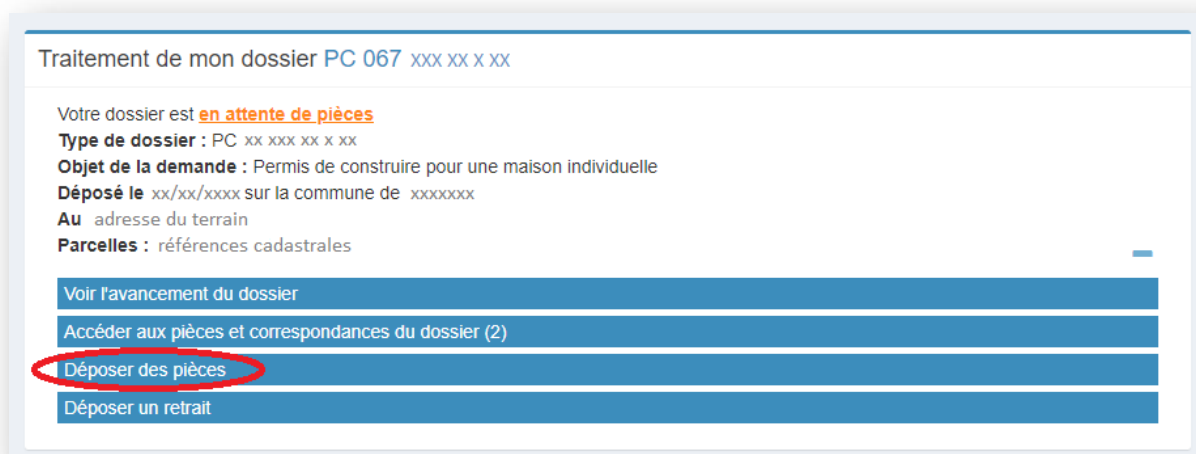 Traitement de mon dossier PC 067 xxx xx x xx
Votre dossier est en attente de pièces
Type de dossier : PC xx xxx xx x xx
Objet de la demande : Permis de construire pour une maison individuelle
Déposé le xx/xx/xxxx sur la commune de xxxxxxx
Au adresse du terrain
Parcelles : références cadastrales
Voir l'avancement du dossier
Accéder aux pièces et correspondances du dossier (2)
Déposer des pièces
Déposer un retrait